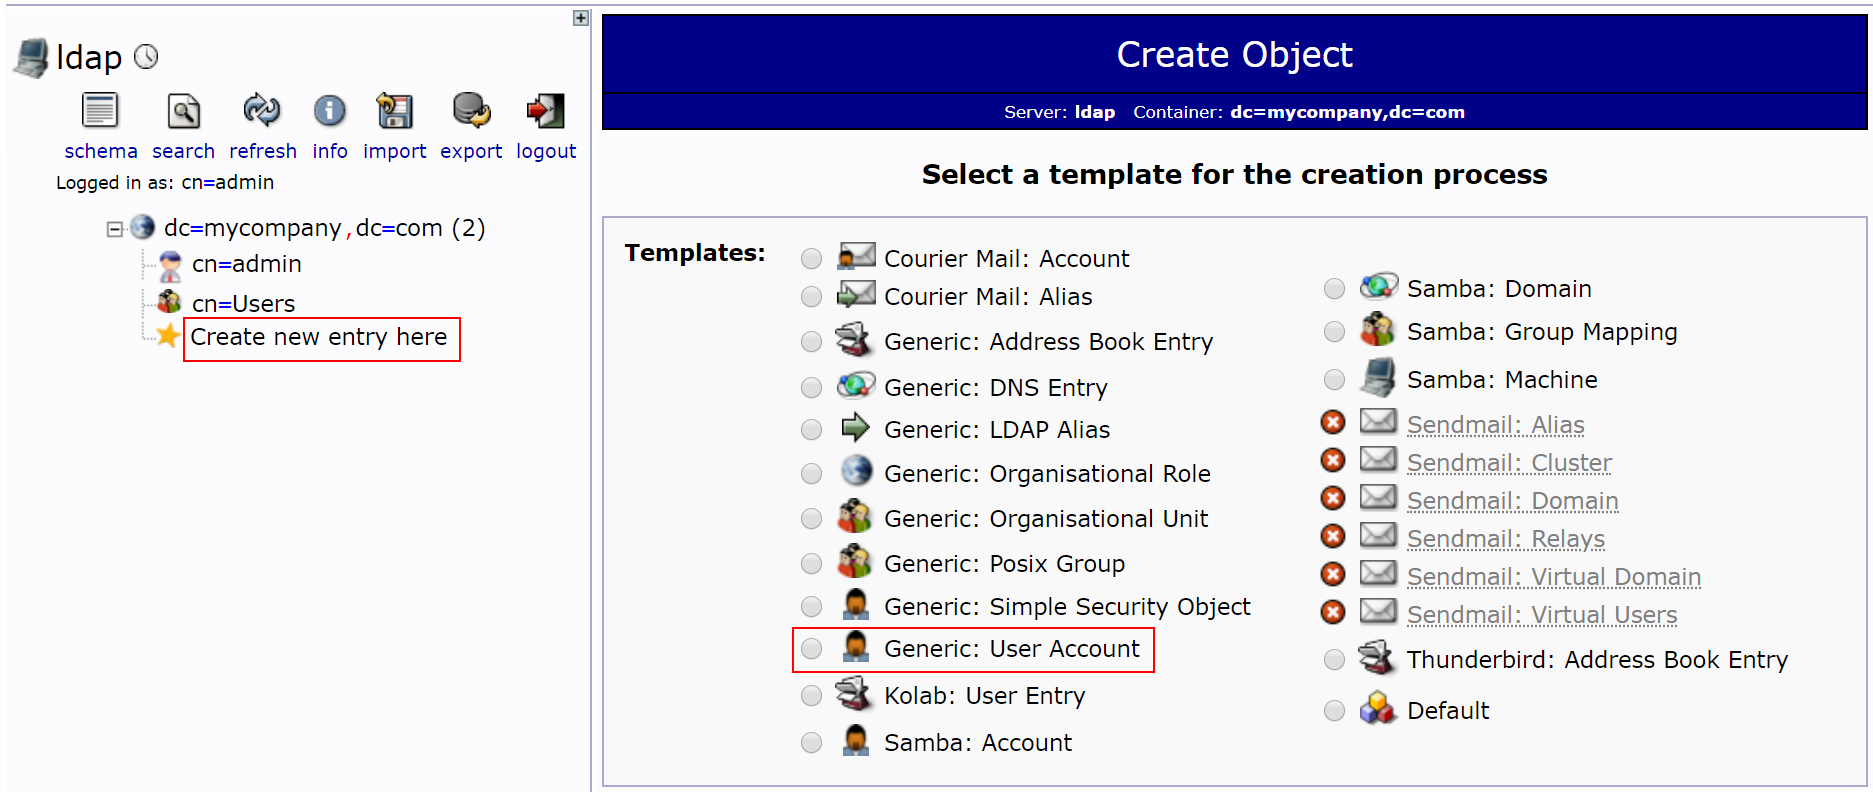 ldap
schema search refresh info import export logout
Logged in as: cn=admin
dc=mycompany,dc=com (2)
cn=admin
cn=Users
Create new entry here
Create Object
Server: ldap Container: dc=mycompany,dc=com
Select a template for the creation process
Templates:
Courier Mail: Account
Courier Mail: Alias
Generic: Address Book Entry
Generic: DNS Entry
Generic: LDAP Alias
Generic: Organisational Role
Generic: Organisational Unit
Generic: Posix Group
Generic: Simple Security Object
Generic: User Account
Kolab: User Entry
Samba: Account
Samba: Domain
Samba: Group Mapping
Samba: Machine
Sendmail: Alias
Sendmail: Cluster
Sendmail: Domain
Sendmail: Relays
Sendmail: Virtual Domain
Sendmail: Virtual Users
Thunderbird: Address Book Entry
Default